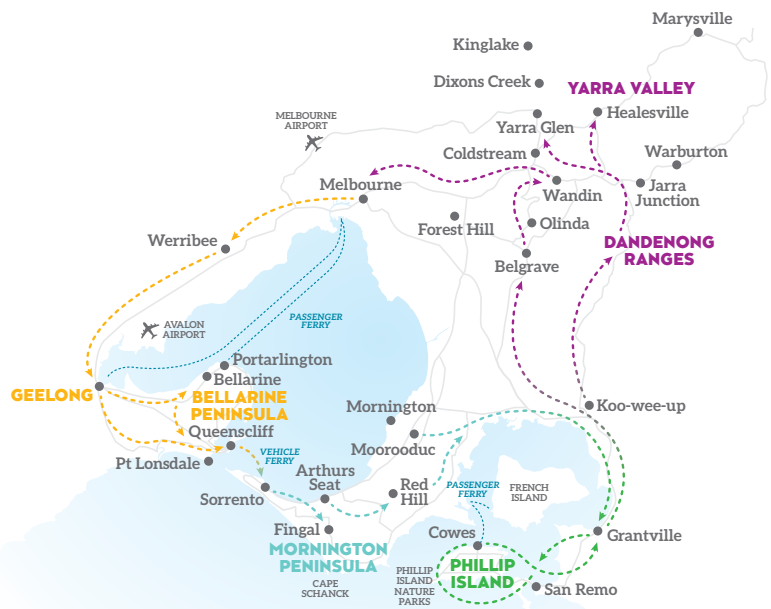 Marysville
Kinglake
Dixons Creek
YARRA VALLEY
Healesville
MELBOURNE
AIRPORT
Yarra Glen
Coldstream
Warburton
Melbourne
Wandin
Jarra
Junction
Forest Hill
Olinda
Werribee
DANDENONG
RANGES
Belgrave
PASSENGER
FERRY
AVALON
AIRPORT
Portarlington
Bellarine
GEELONG
BELLARINE
PENINSULA
Mornington
Koo-wee-up
Queenscliff
Moorooduc
VEHICLE
FERRY
Pt Lonsdale
Arthurs
Seat
Red
Hill
PASSENGER
FERRY
FRENCH
ISLAND
Sorrento
Fingal
Cowes
Grantville
MORNINGTON
PENINSULA
PHILLIP
ISLAND
PHILLIP
ISLAND
NATURE
PARKS
CAPE
SCHANCK
San Remo